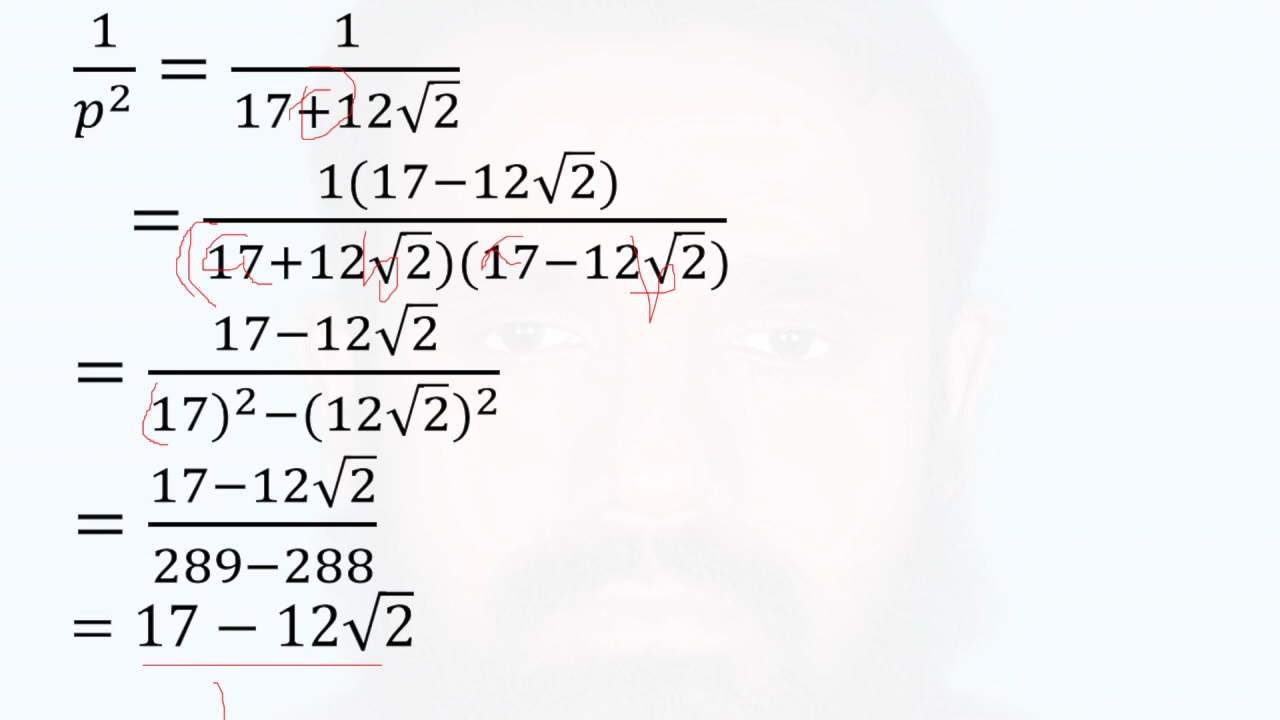 1/p² = 1/(17+12√2)
= 1(17−12√2)/17+12√2)(17−12√2)
= 17−12√2/17)²−(12√2)²
= 17−12√2/289−288
= 17 − 12√2